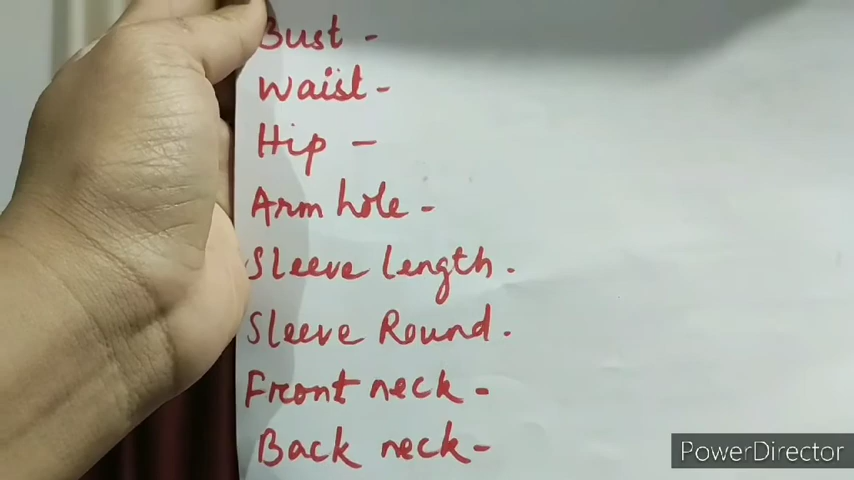 Bust -
Waist -
Hip -
Arm hole -
Sleeve length.
Sleeve Round.
Front neck -
Back neck -
PowerDirector